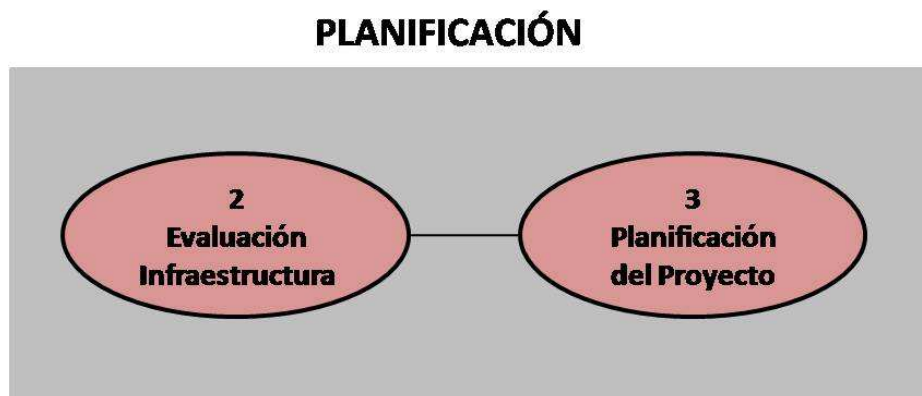 PLANIFICACIÓN
2
Evaluación
Infraestructura
3
Planificación
del Proyecto